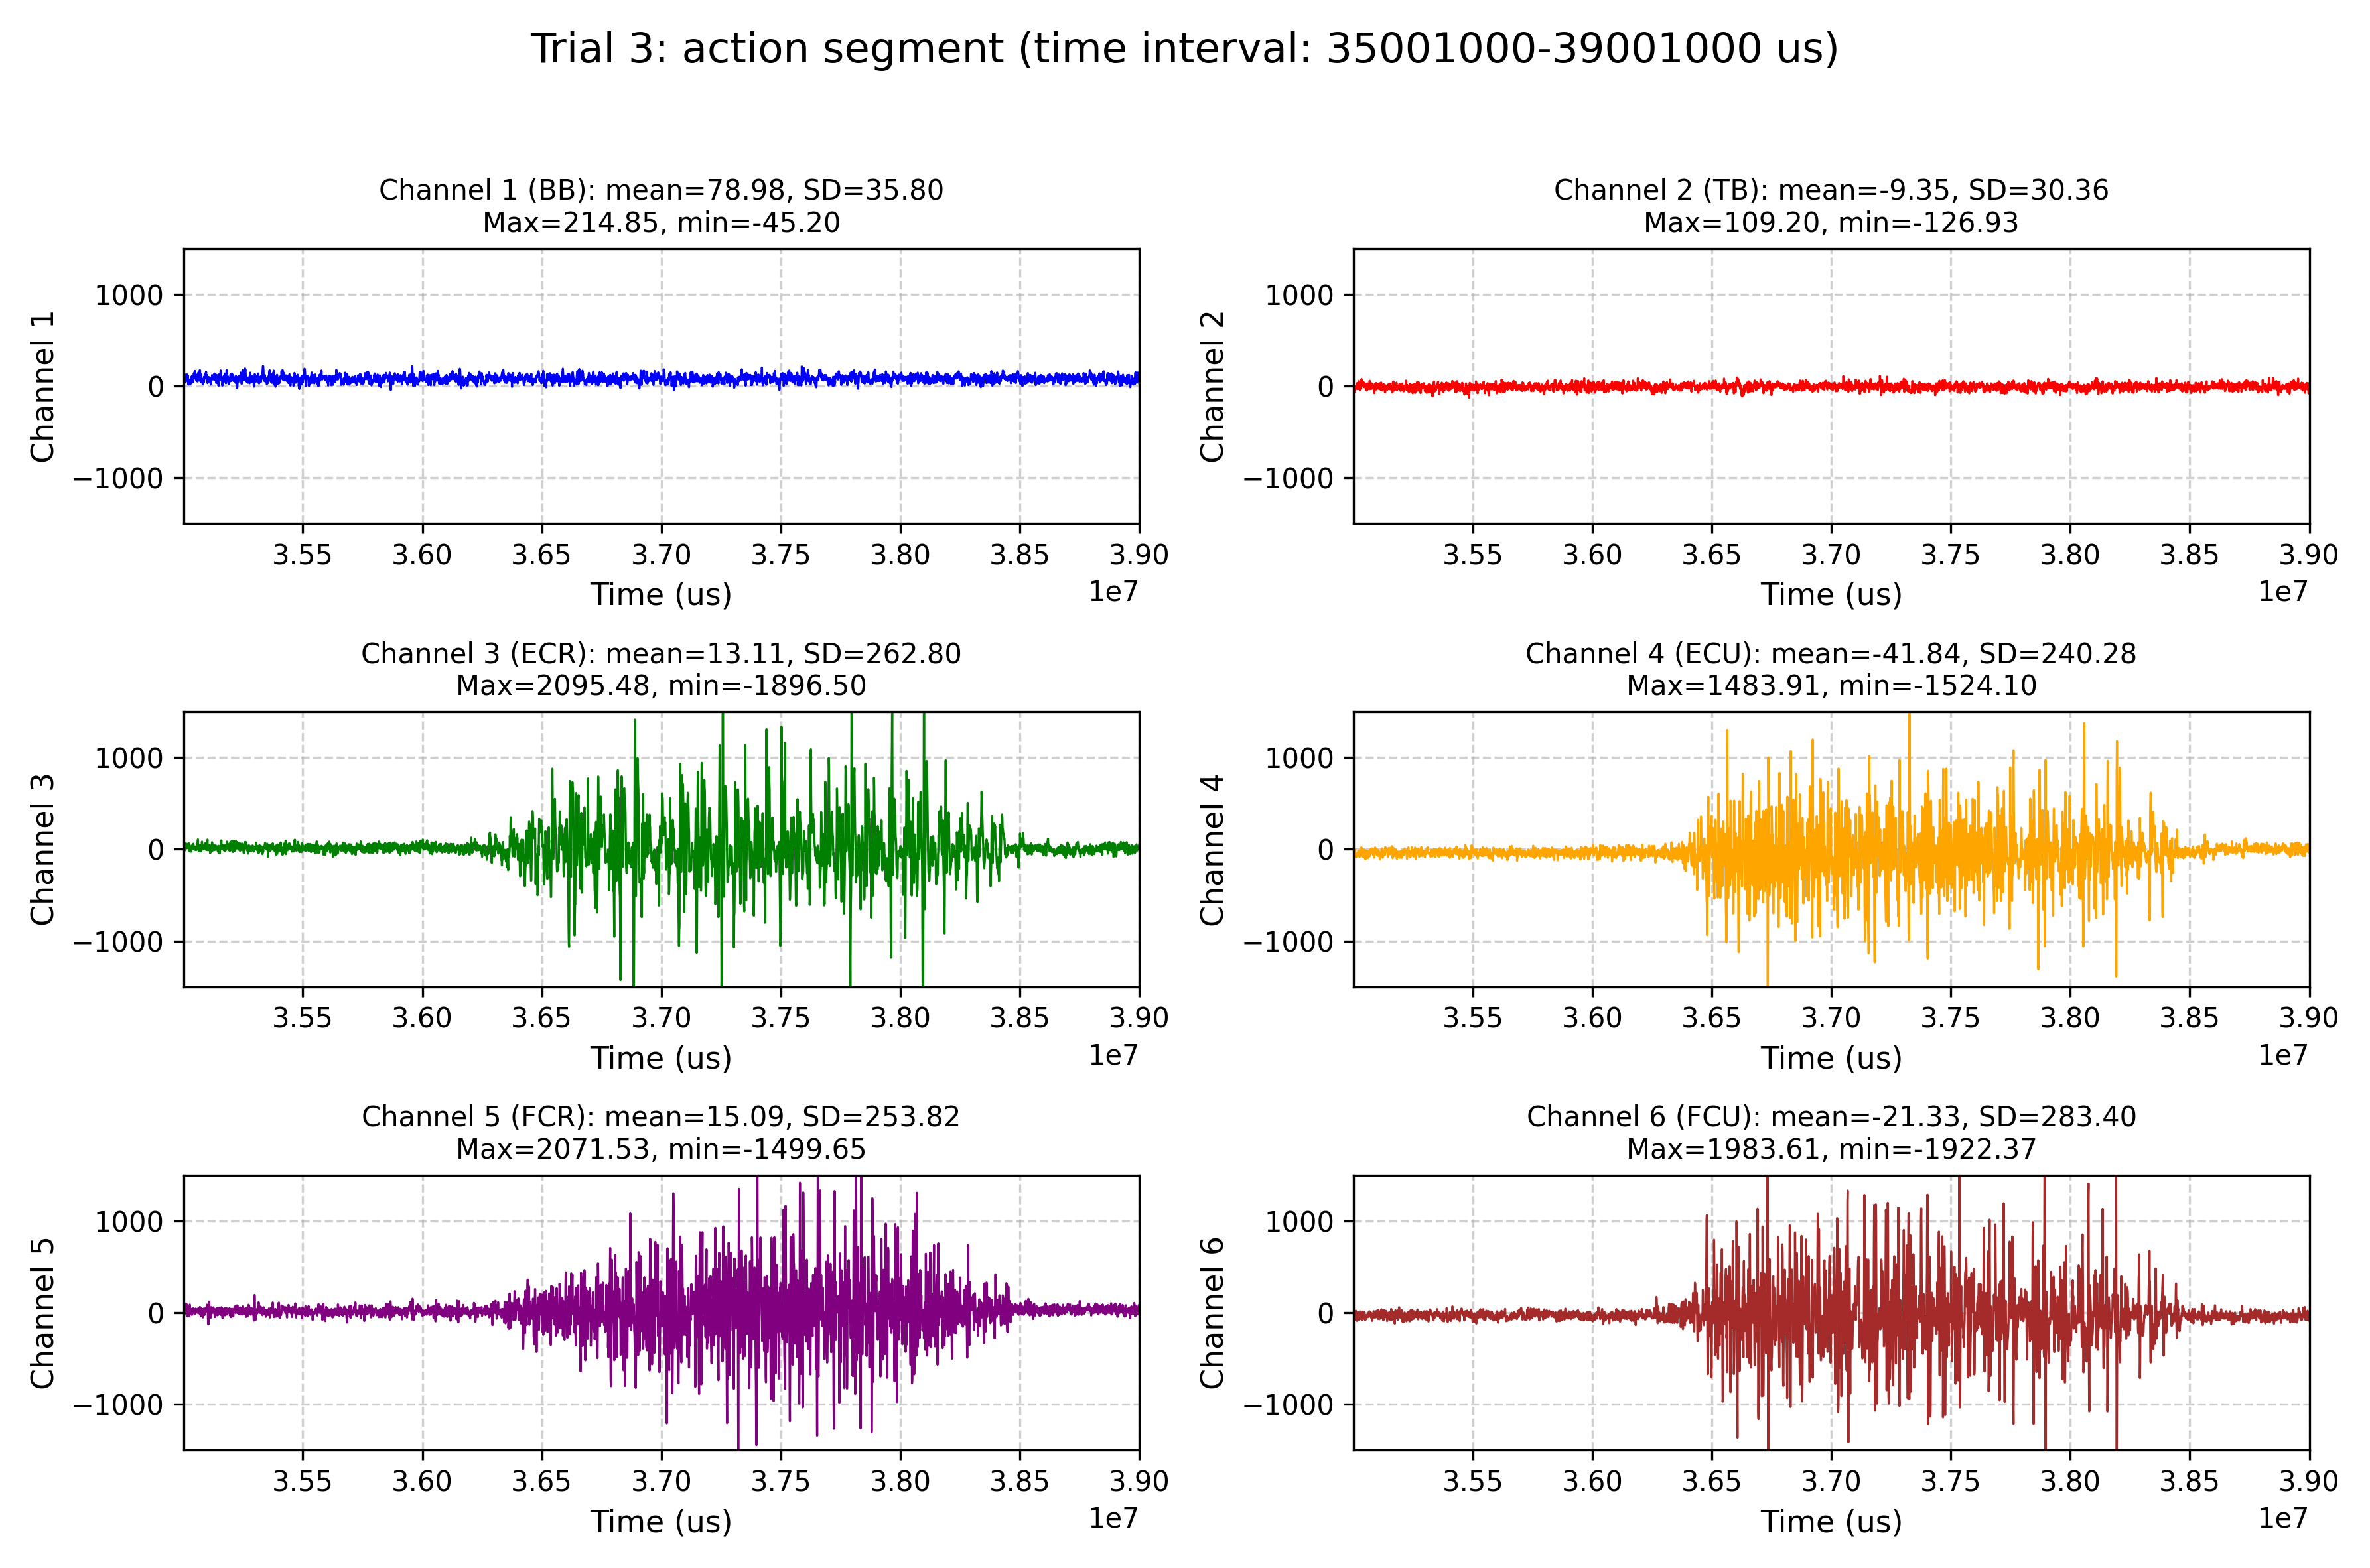 Trial 3: action segment (time interval: 35001000-39001000 us)
Channel 1 (BB): mean=78.98, SD=35.80
Max=214.85, min=-45.20
Channel 1
1000
0
−1000
3.55 3.60 3.65 3.70 3.75 3.80 3.85 3.90
Time (us)
1e7
Channel 2 (TB): mean=-9.35, SD=30.36
Max=109.20, min=-126.93
Channel 2
1000
0
−1000
3.55 3.60 3.65 3.70 3.75 3.80 3.85 3.90
Time (us)
1e7
Channel 3 (ECR): mean=13.11, SD=262.80
Max=2095.48, min=-1896.50
Channel 3
1000
0
−1000
3.55 3.60 3.65 3.70 3.75 3.80 3.85 3.90
Time (us)
1e7
Channel 4 (ECU): mean=-41.84, SD=240.28
Max=1483.91, min=-1524.10
Channel 4
1000
0
−1000
3.55 3.60 3.65 3.70 3.75 3.80 3.85 3.90
Time (us)
1e7
Channel 5 (FCR): mean=15.09, SD=253.82
Max=2071.53, min=-1499.65
Channel 5
1000
0
−1000
3.55 3.60 3.65 3.70 3.75 3.80 3.85 3.90
Time (us)
1e7
Channel 6 (FCU): mean=-21.33, SD=283.40
Max=1983.61, min=-1922.37
Channel 6
1000
0
−1000
3.55 3.60 3.65 3.70 3.75 3.80 3.85 3.90
Time (us)
1e7